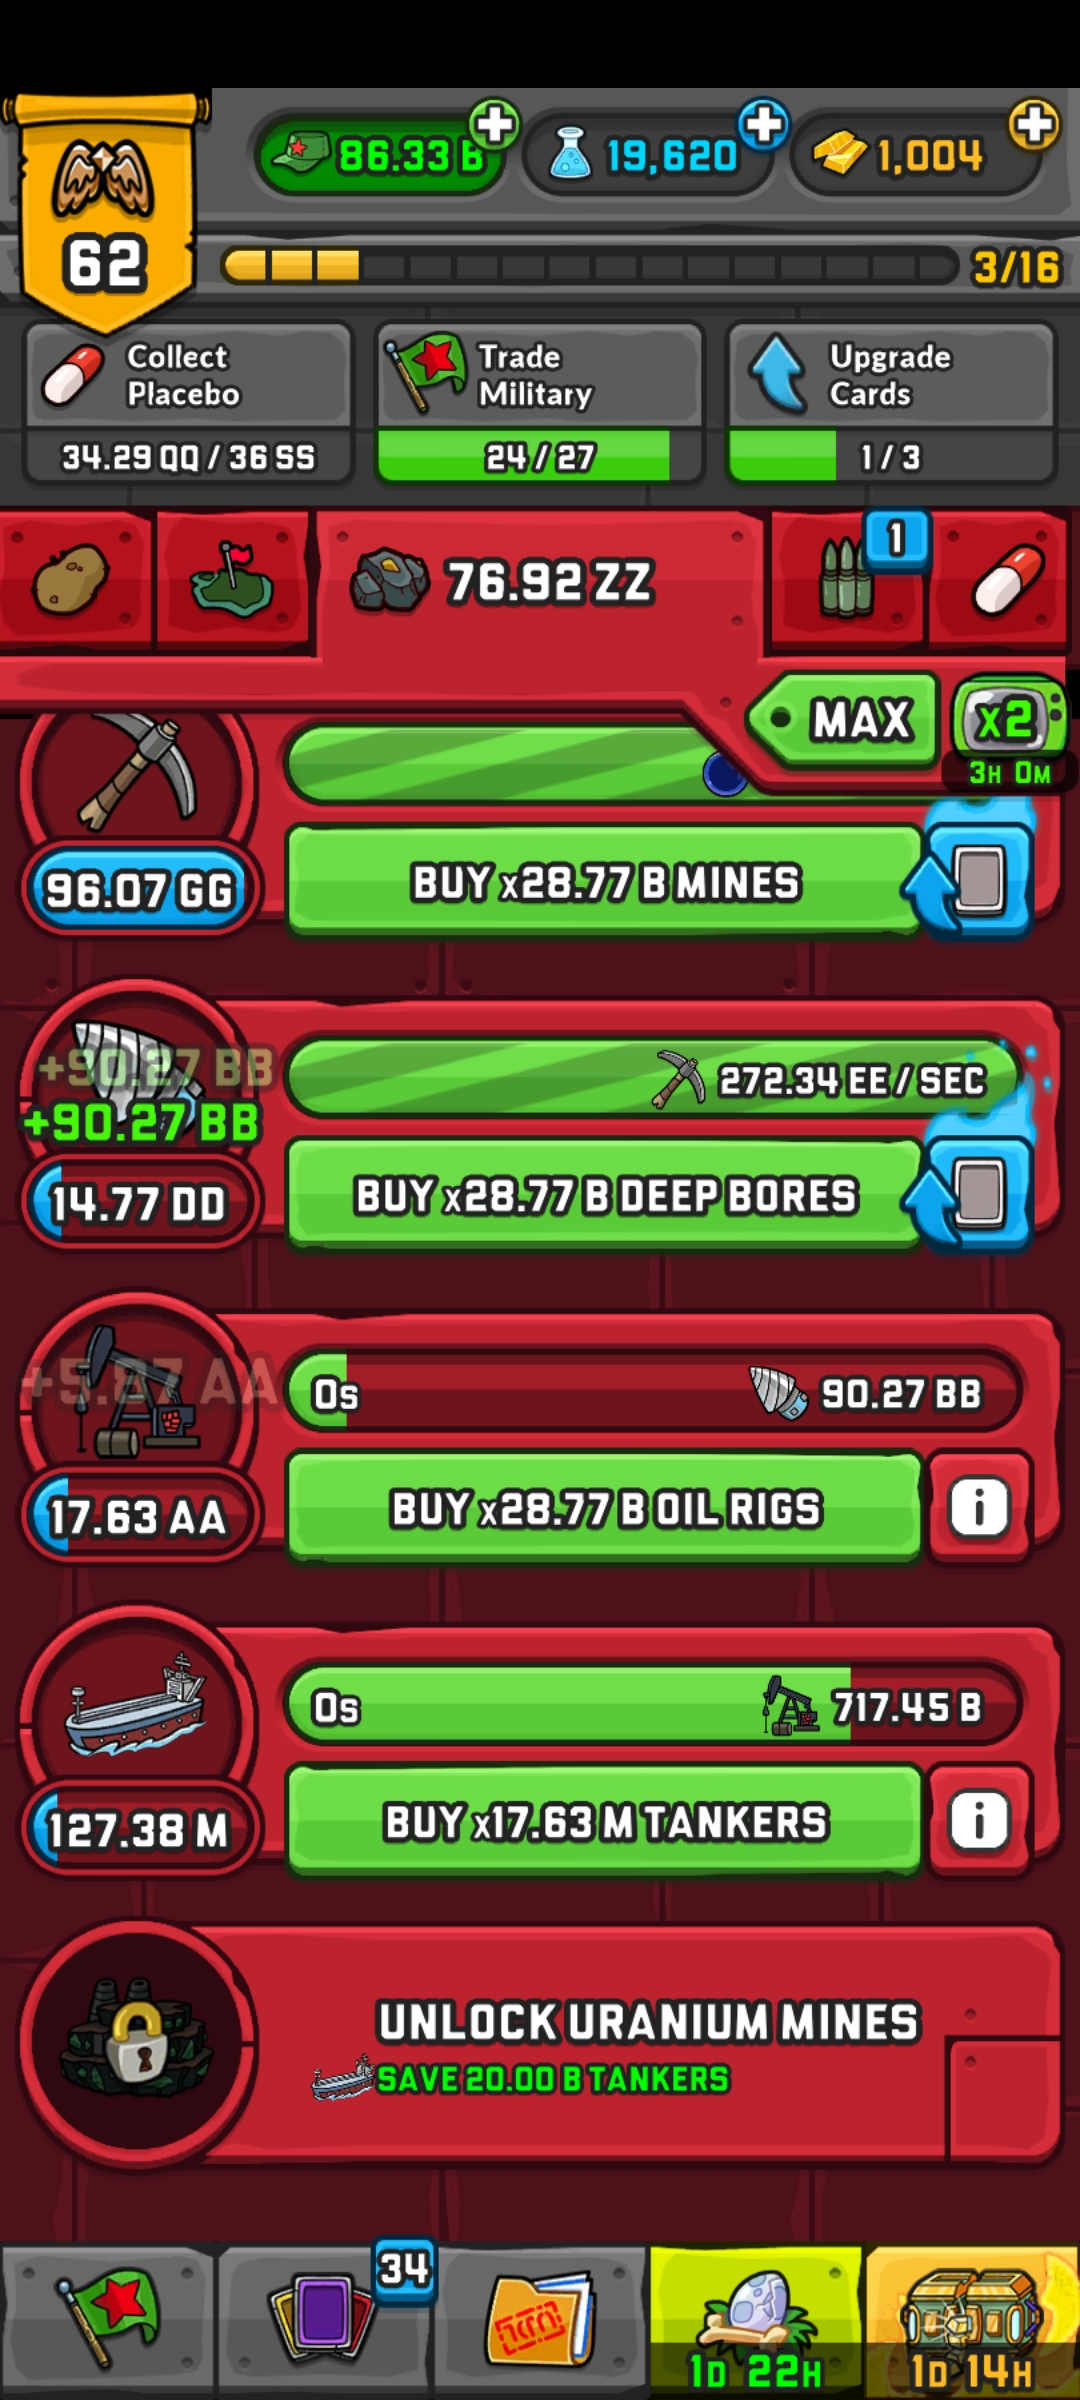 86.33 B
19,620
1,004
62
3/16
Collect
Placebo
Trade
Military
Upgrade
Cards
34.29 QQ / 36 SS
24 / 27
1 / 3
1
76.92 ZZ
MAX
x2
3H 0M
96.07 GG
BUY x28.77 B MINES
+90.27 BB
+90.27 BB
272.34 EE / SEC
14.77 DD
BUY x28.77 B DEEP BORES
+5.87 AA
0s
90.27 BB
17.63 AA
BUY x28.77 B OIL RIGS
i
0s
717.45 B
127.38 M
BUY x17.63 M TANKERS
i
UNLOCK URANIUM MINES
SAVE 20.00 B TANKERS
34
1D 22H
1D 14H